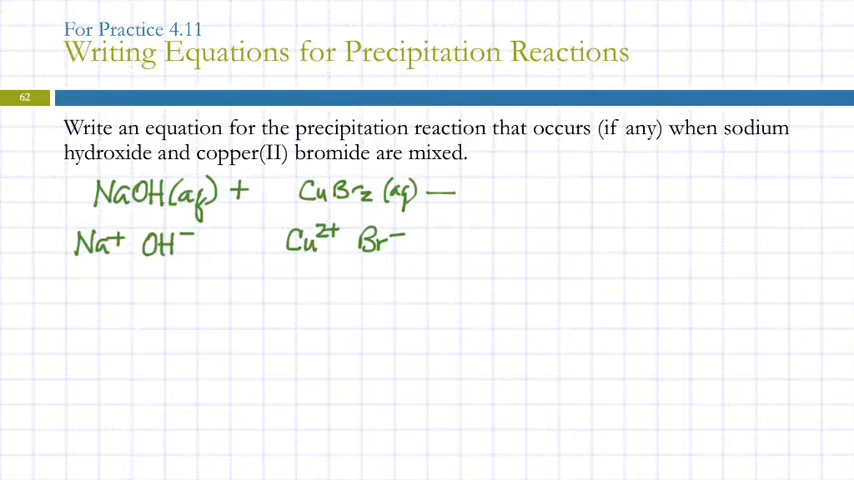 For Practice 4.11
Writing Equations for Precipitation Reactions
62
Write an equation for the precipitation reaction that occurs (if any) when sodium
hydroxide and copper(II) bromide are mixed.
NaOH(aq) + CuBr₂ (aq) —
Na⁺ OH⁻ Cu²⁺ Br⁻